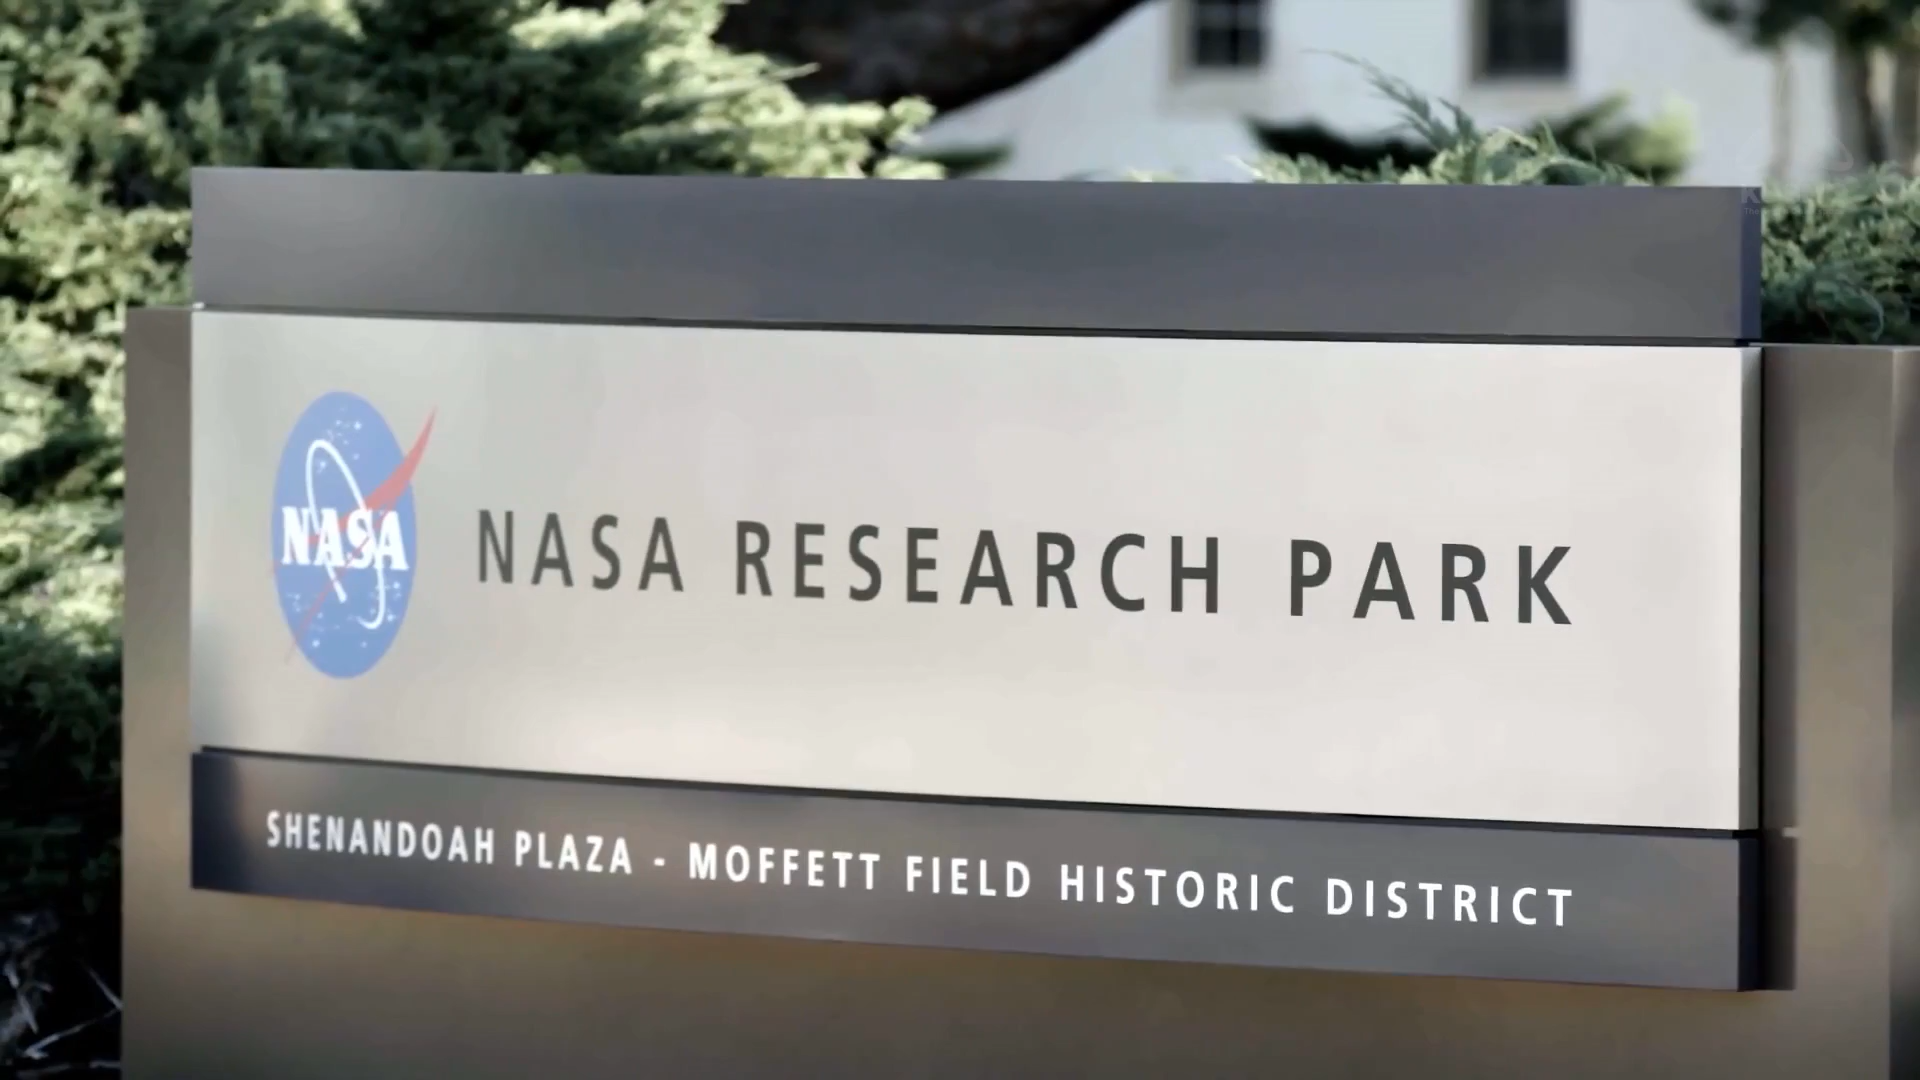 NASA
NASA RESEARCH PARK
SHENANDOAH PLAZA - MOFFETT FIELD HISTORIC DISTRICT